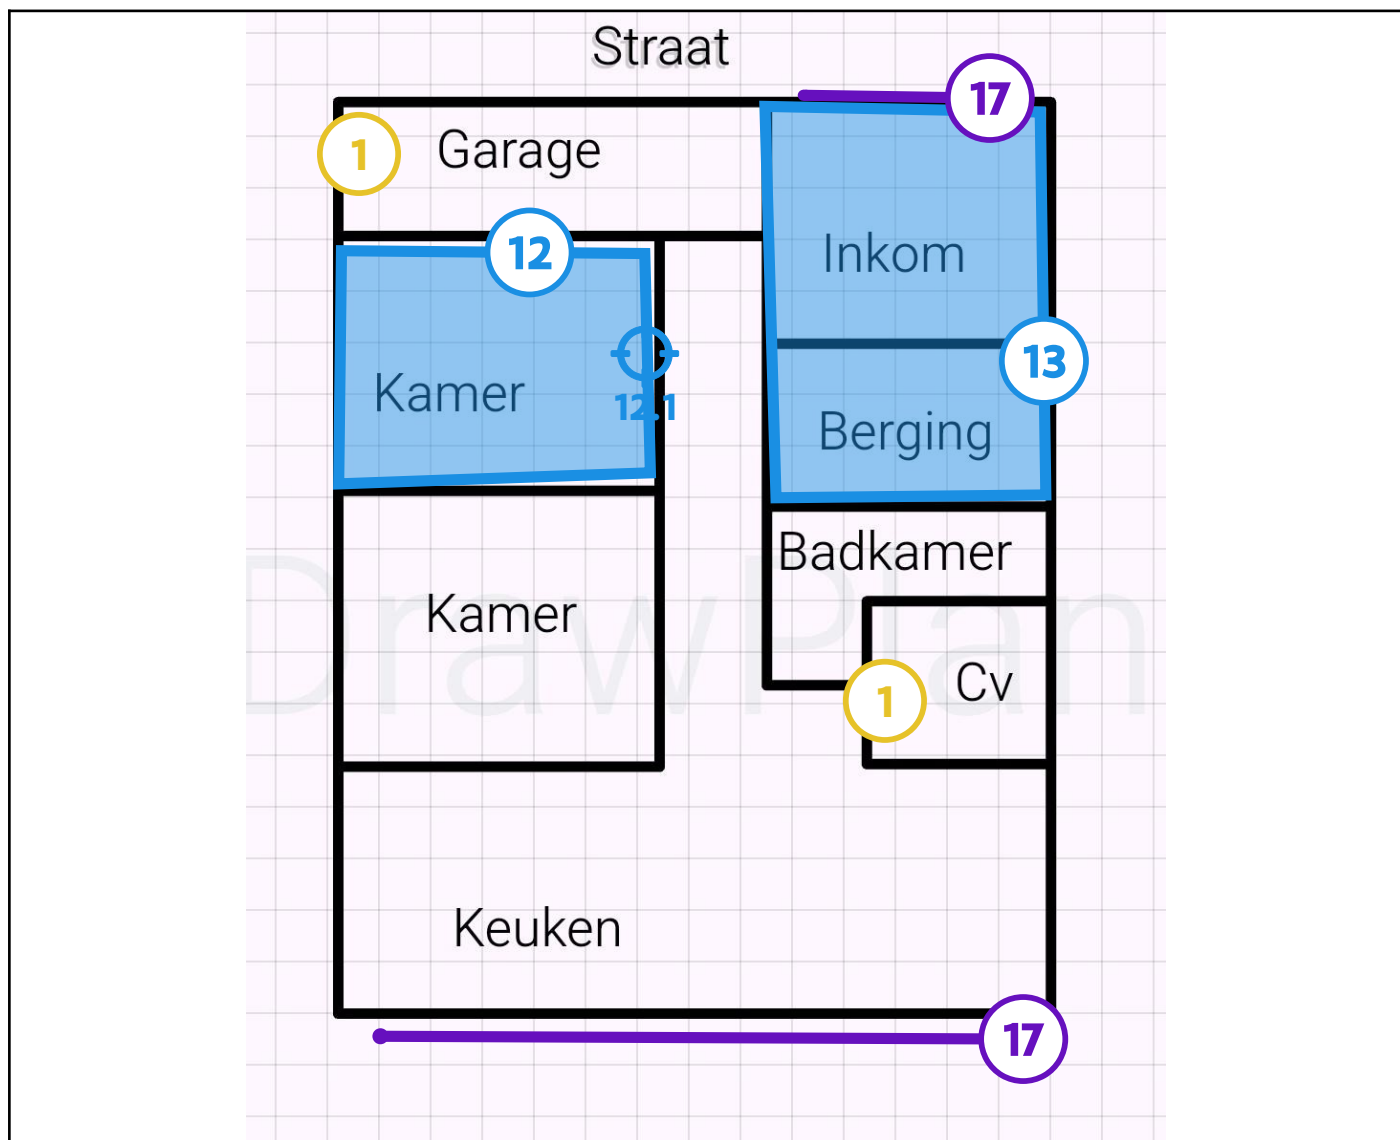 Straat
17
1
Garage
12
Inkom
12.1
13
Kamer
Berging
Badkamer
Kamer
DrawPlan
Cv
1
Keuken
17